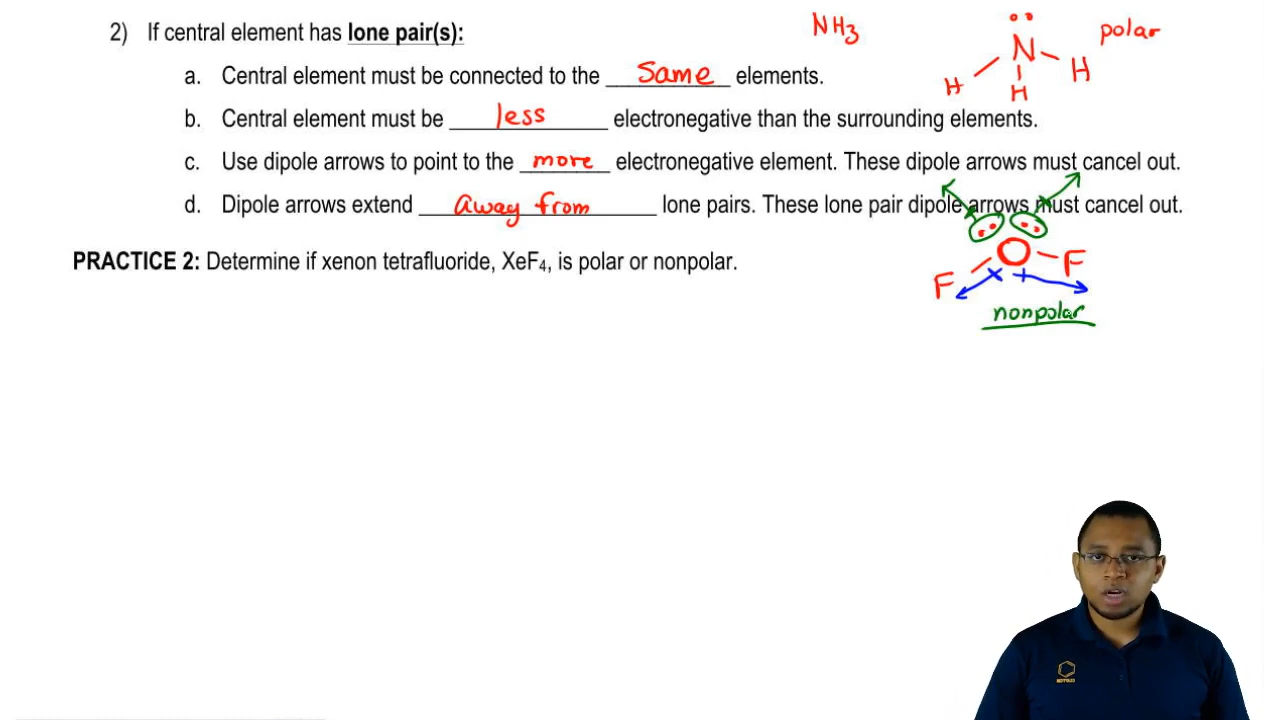 2) If central element has lone pair(s):
NH3
N
H
H
H
polar
a. Central element must be connected to the same elements.
b. Central element must be less electronegative than the surrounding elements.
c. Use dipole arrows to point to the more electronegative element. These dipole arrows must cancel out.
d. Dipole arrows extend away from lone pairs. These lone pair dipole arrows must cancel out.
PRACTICE 2: Determine if xenon tetrafluoride, XeF4, is polar or nonpolar.
O
F
F
nonpolar